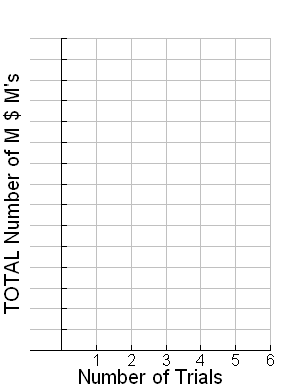 TOTAL Number of M $ M's
1 2 3 4 5 6
Number of Trials